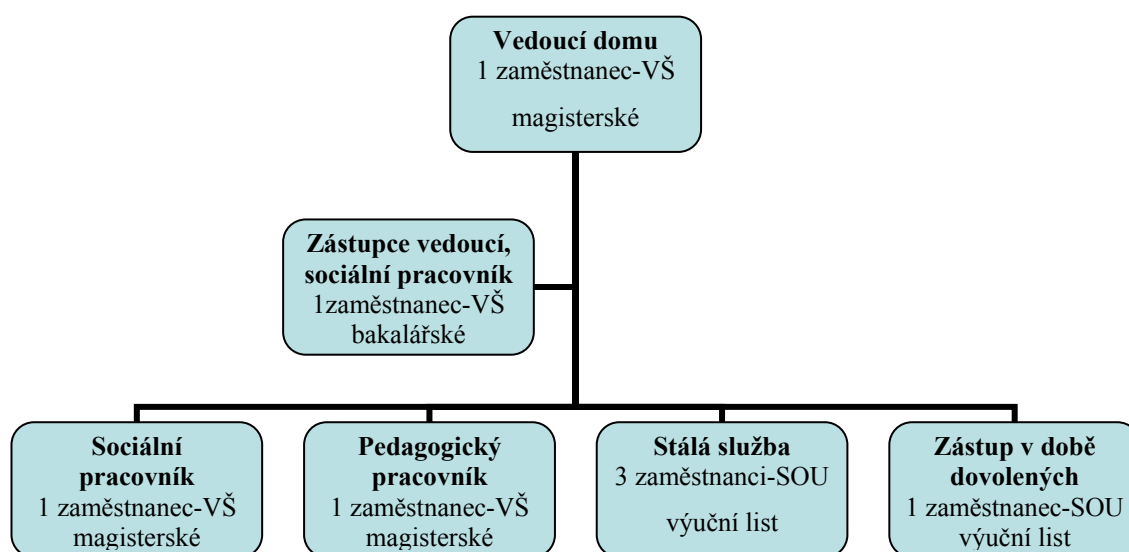 Vedoucí domu
1 zaměstnanec-VŠ
magisterské
Zástupce vedoucí,
sociální pracovník
1zaměstnanec-VŠ
bakalářské
Sociální
pracovník
1 zaměstnanec-VŠ
magisterské
Pedagogický
pracovník
1 zaměstnanec-VŠ
magisterské
Stálá služba
3 zaměstnanci-SOU
výuční list
Zástup v době
dovolených
1 zaměstnanec-SOU
výuční list